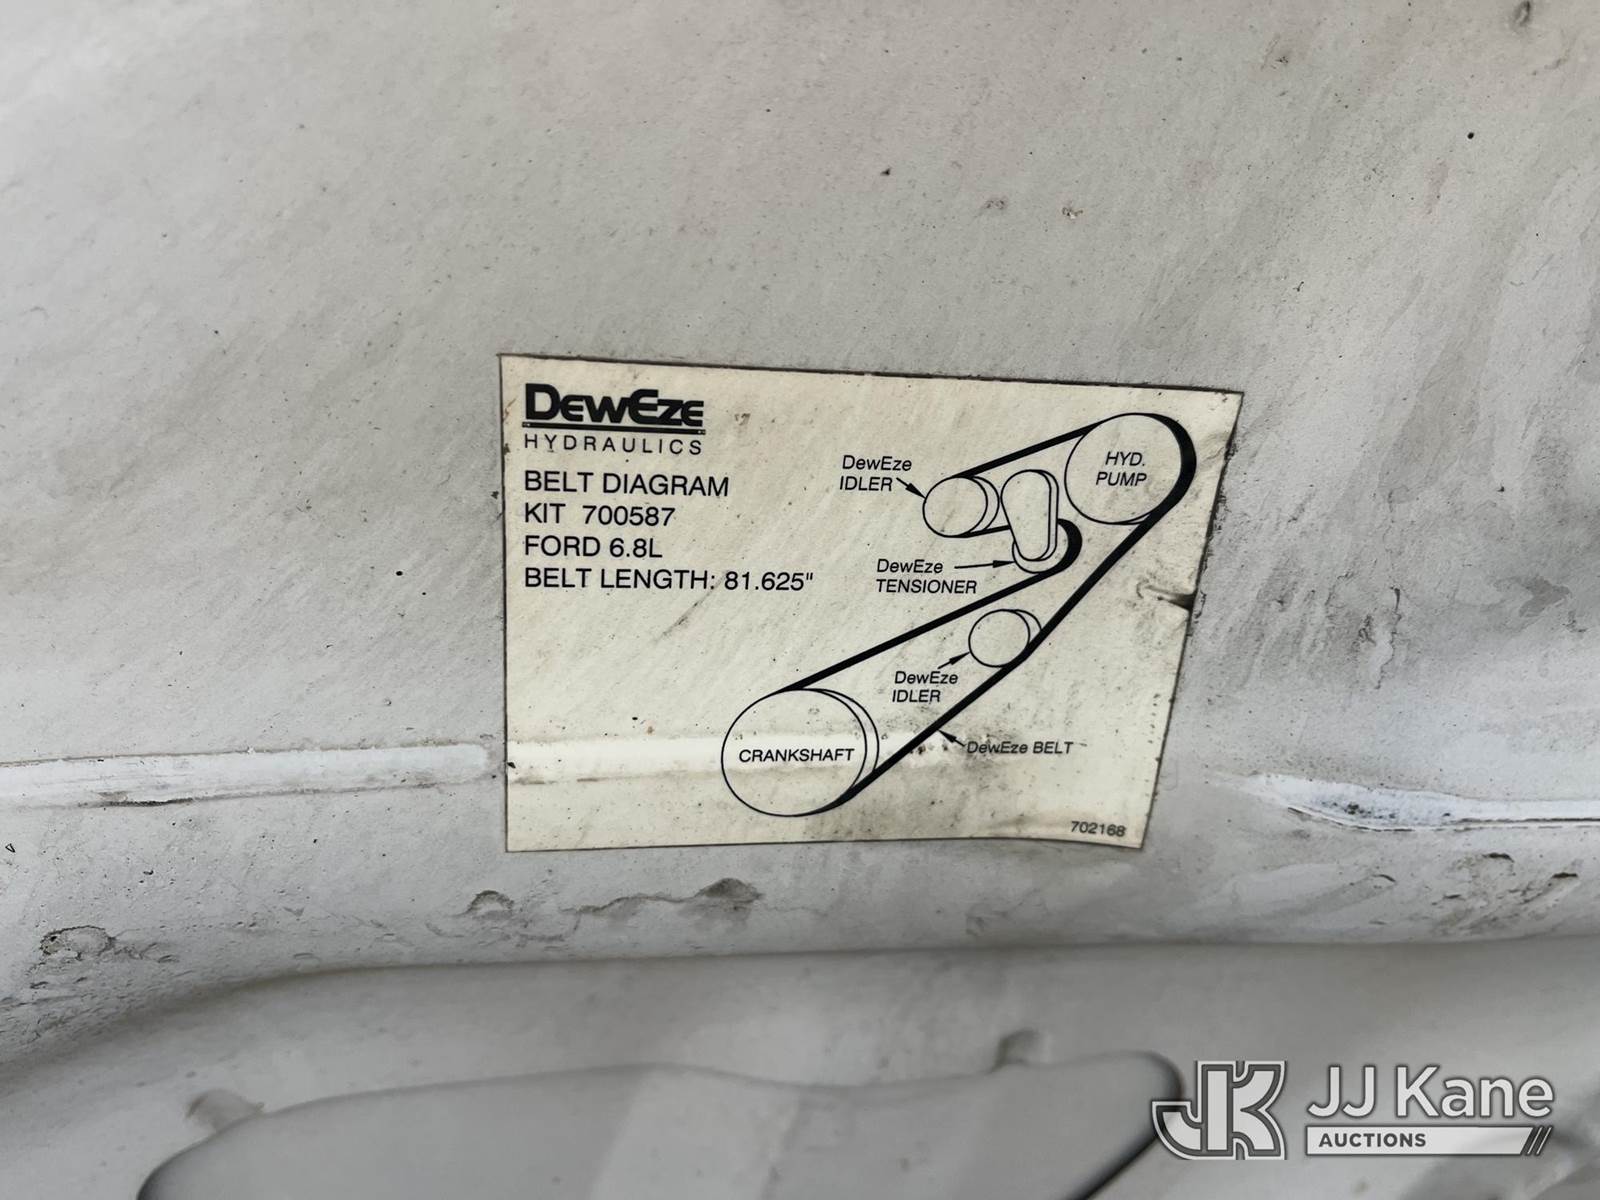 DewEze
HYDRAULICS
BELT DIAGRAM
KIT 700587
FORD 6.8L
BELT LENGTH: 81.625"
DewEze
IDLER
HYD.
PUMP
DewEze
TENSIONER
DewEze
IDLER
CRANKSHAFT
DewEze BELT
702168
JK JJ Kane
AUCTIONS